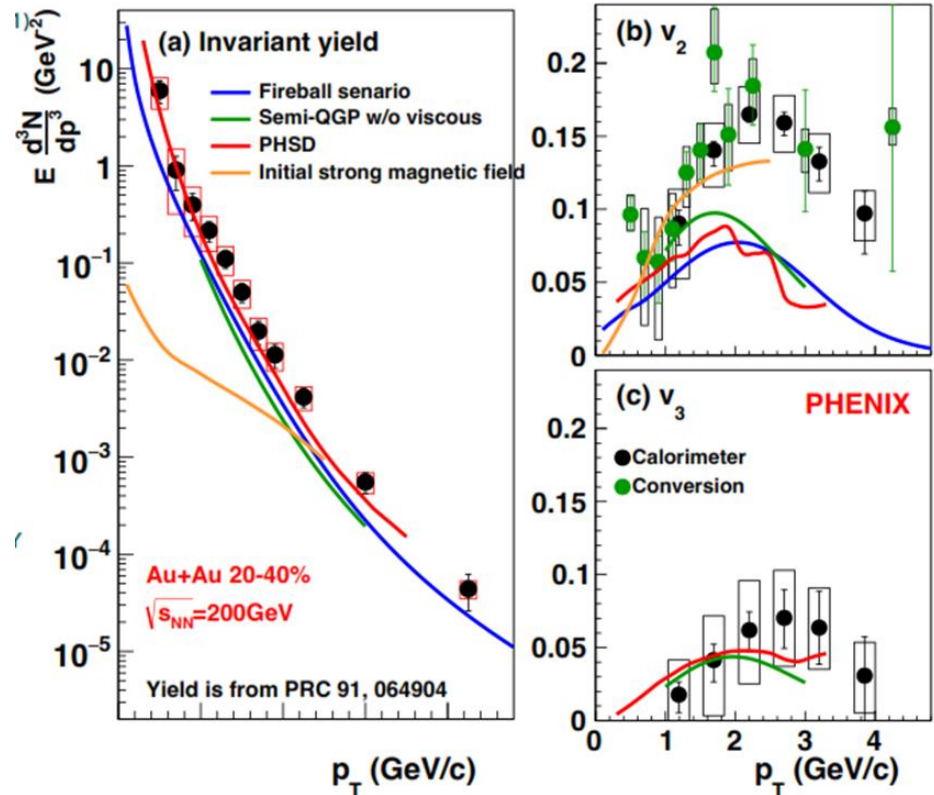 (a) Invariant yield
E d³N/dp³ (GeV⁻²)
10
1
10⁻¹
10⁻²
10⁻³
10⁻⁴
10⁻⁵
Fireball senario
Semi-QGP w/o viscous
PHSD
Initial strong magnetic field
Au+Au 20-40%
√sNN=200GeV
Yield is from PRC 91, 064904
pT (GeV/c)
(b) v2
0.2
0.15
0.1
0.05
0
(c) v3
PHENIX
Calorimeter
Conversion
0.2
0.15
0.1
0.05
0
0 1 2 3 4
pT (GeV/c)